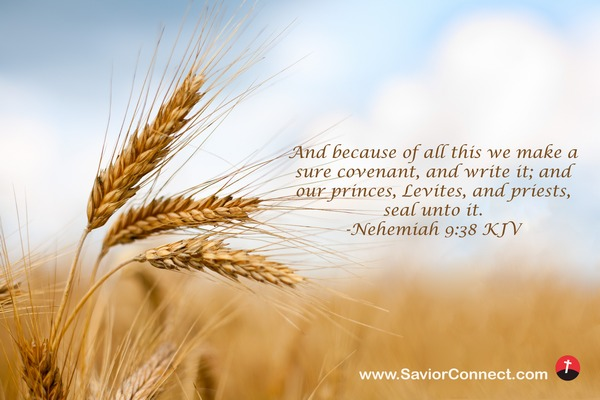 And because of all this we make a
sure covenant, and write it; and
our princes, Levites, and priests,
seal unto it.
-Nehemiah 9:38 KJV
www.SaviorConnect.com